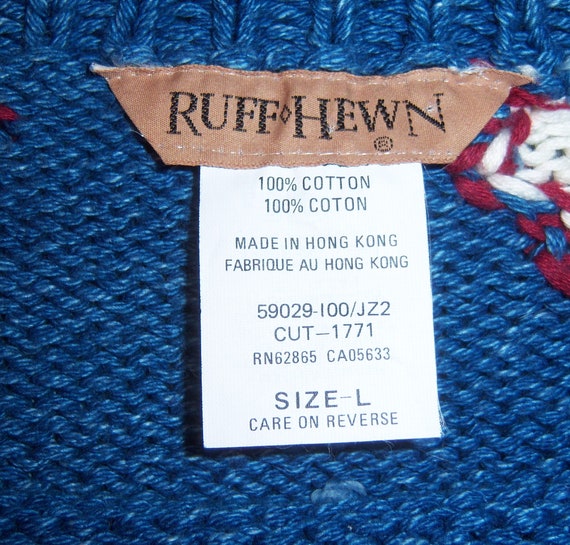 RUFF◊HEWN®
100% COTTON
100% COTON
MADE IN HONG KONG
FABRIQUE AU HONG KONG
59029-I00/JZ2
CUT-1771
RN62865 CA05633
SIZE-L
CARE ON REVERSE